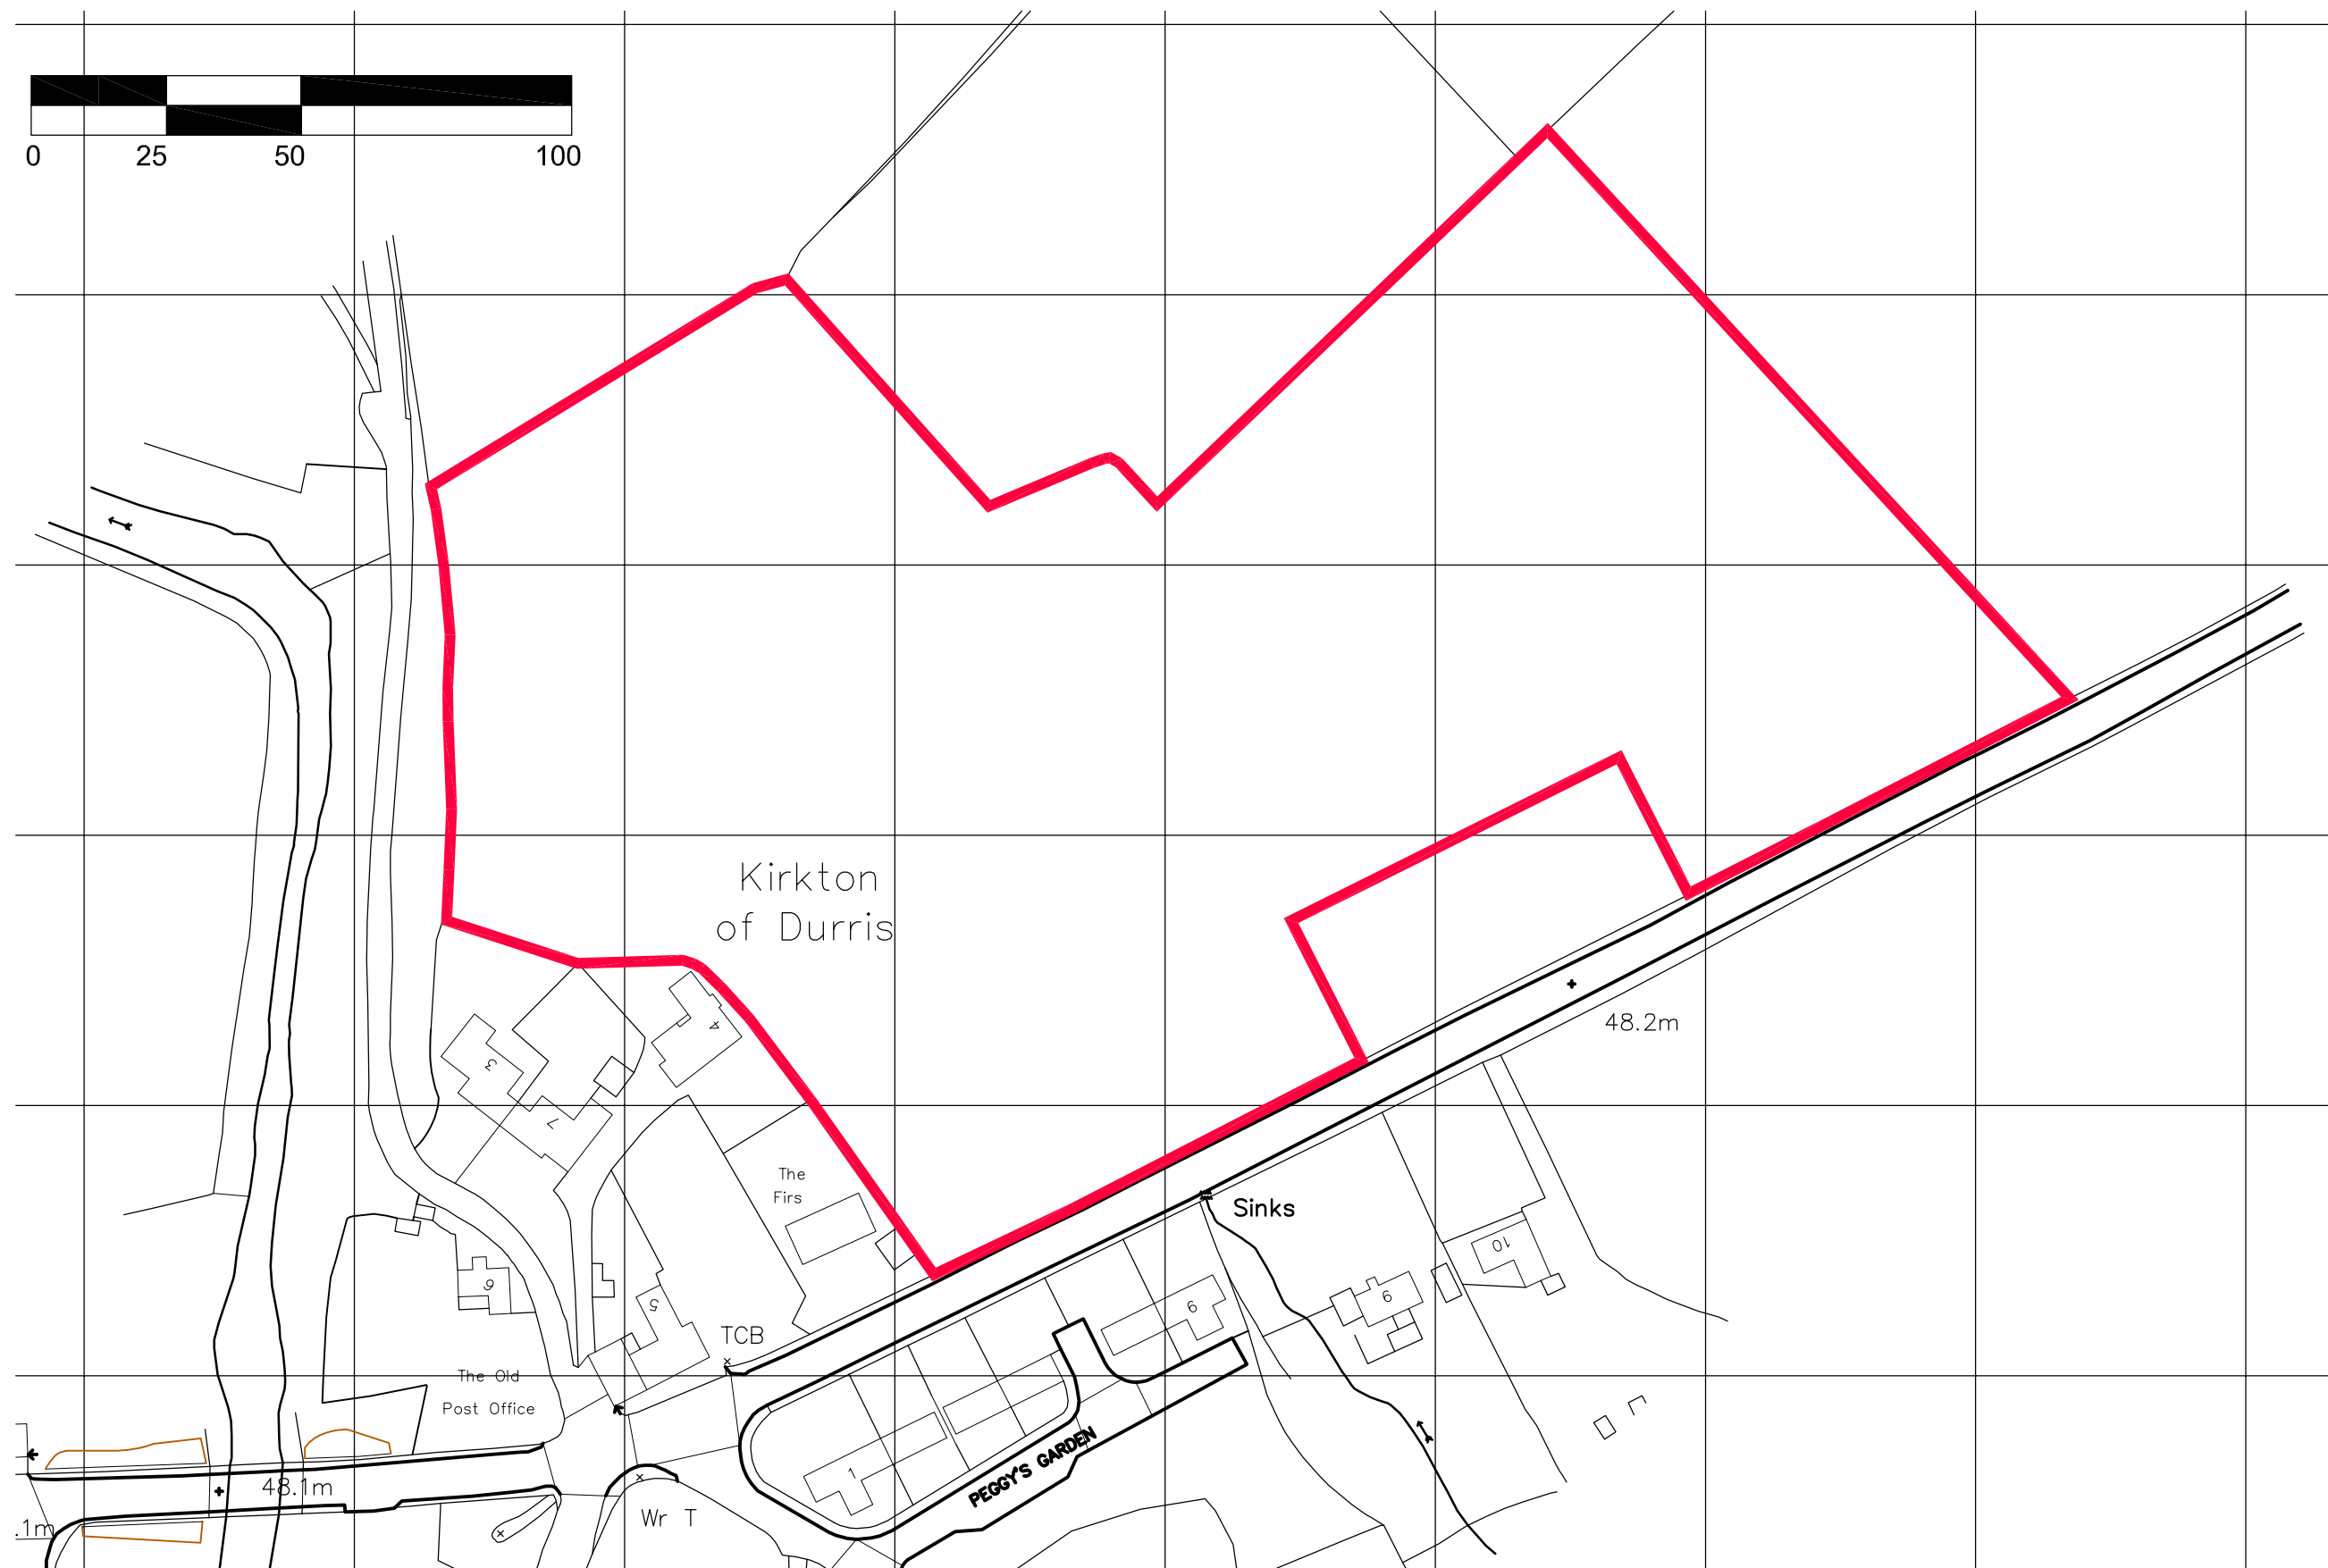 0 25 50 100
Kirkton
of Durris
48.2m
4
3
7
The
Firs
Sinks
10
9
6
5
9
TCB
The Old
Post Office
1
PEGGY'S GARDEN
48.1m
Wr T
.1m